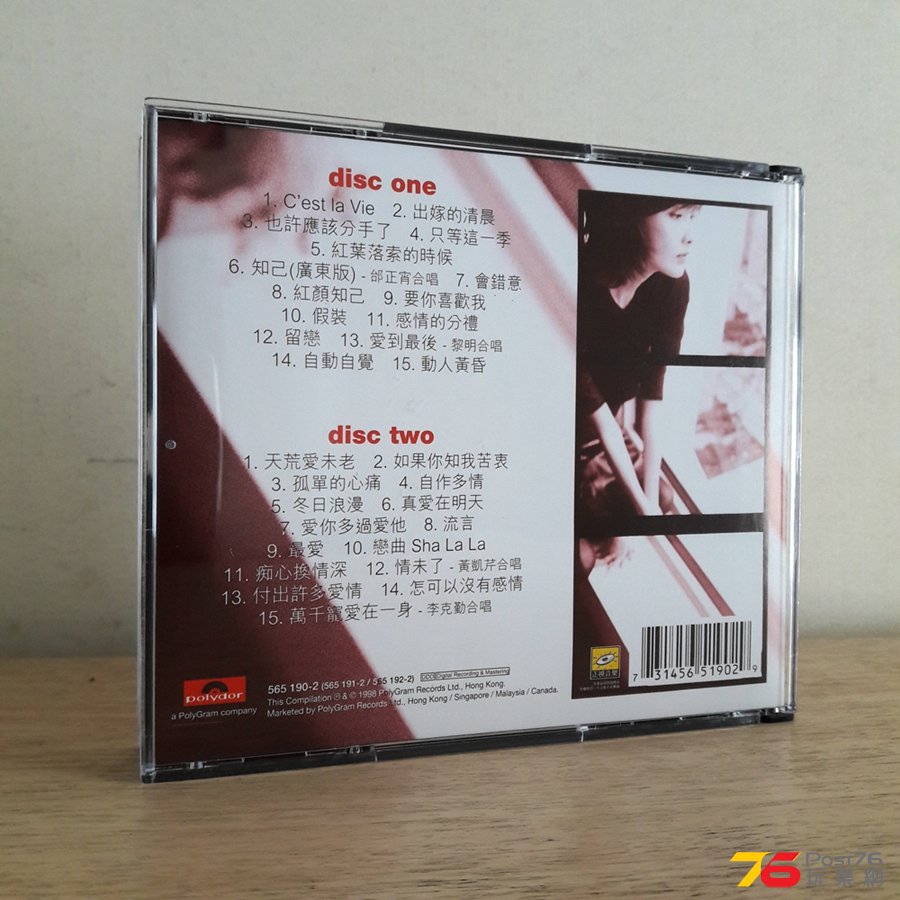 disc one
1. C'est la Vie 2. 出嫁的清晨
3. 也許應該分手了 4. 只等這一季
5. 紅葉落索的時候
6. 知己(廣東版) - 邰正宵合唱 7. 會錯意
8. 紅顏知己 9. 要你喜歡我
10. 假裝 11. 感情的分禮
12. 留戀 13. 愛到最後 - 黎明合唱
14. 自動自覺 15. 動人黃昏
disc two
1. 天荒愛未老 2. 如果你知我苦衷
3. 孤單的心痛 4. 自作多情
5. 冬日浪漫 6. 真愛在明天
7. 愛你多過愛他 8. 流言
9. 最愛 10. 戀曲 Sha La La
11. 痴心換情深 12. 情未了 - 黃凱芹合唱
13. 付出許多愛情 14. 怎可以沒有感情
15. 萬千寵愛在一身 - 李克勤合唱
polydor
a PolyGram company
565 190-2 (565 191-2 / 565 192-2) DDD Digital Recording & Mastering
This Compilation ℗ & © 1998 PolyGram Records Ltd., Hong Kong.
Marketed by PolyGram Records Ltd., Hong Kong / Singapore / Malaysia / Canada.
正視音樂
7 31456 51902 9
76 Post76
玩樂網